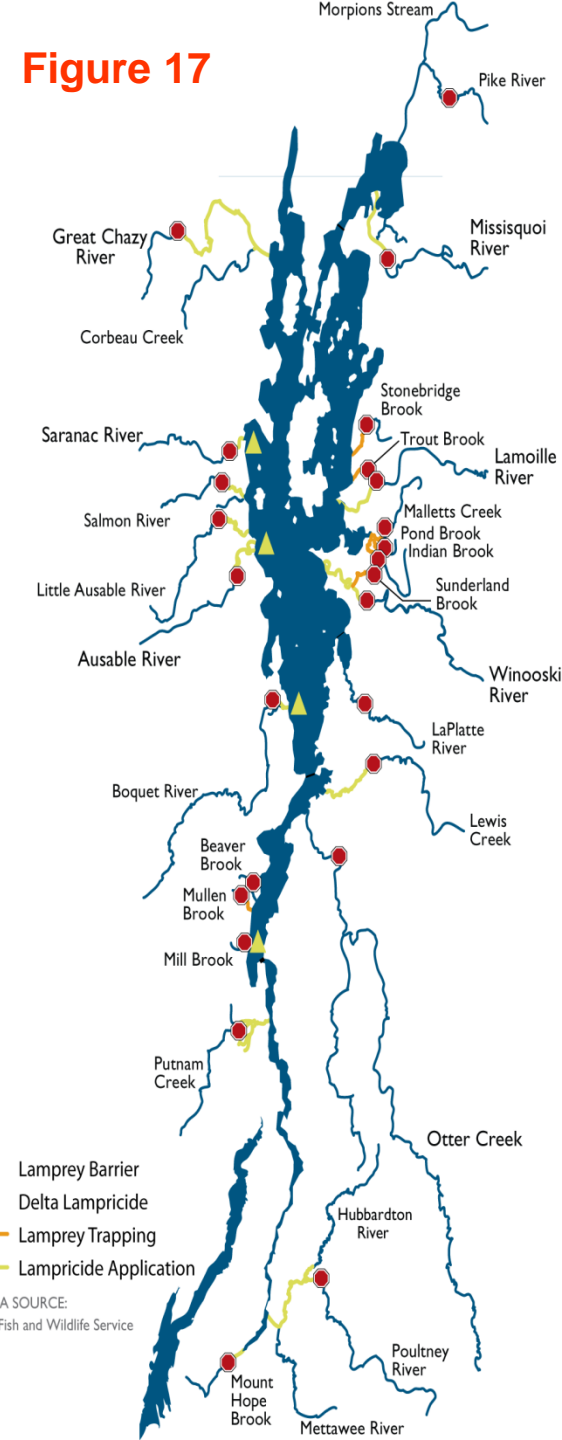 Morpions Stream
Figure 17
Pike River
Great Chazy
River
Missisquoi
River
Corbeau Creek
Stonebridge
Brook
Saranac River
Trout Brook
Lamoille
River
Malletts Creek
Salmon River
Pond Brook
Indian Brook
Little Ausable River
Sunderland
Brook
Ausable River
Winooski
River
LaPlatte
River
Boquet River
Lewis
Creek
Beaver
Brook
Mullen
Brook
Mill Brook
Putnam
Creek
Otter Creek
Lamprey Barrier
Delta Lampricide
Hubbardton
River
Lamprey Trapping
Lampricide Application
A SOURCE:
Fish and Wildlife Service
Poultney
River
Mount
Hope
Brook
Mettawee River